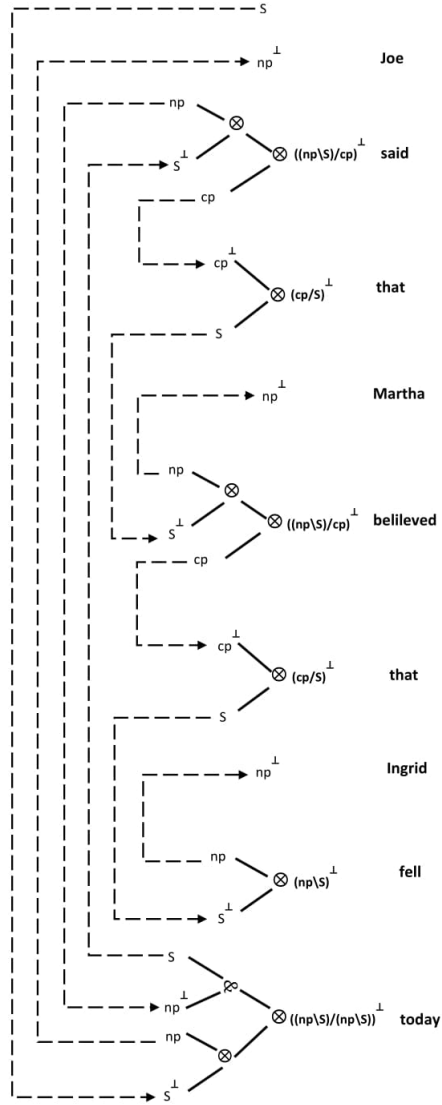 S
np⊥ Joe
np
⊗
S⊥ ⊗ ((np\S)/cp)⊥ said
cp
cp⊥
⊗ (cp/S)⊥ that
S
np⊥ Martha
np
⊗
S⊥ ⊗ ((np\S)/cp)⊥ belileved
cp
cp⊥
⊗ (cp/S)⊥ that
S
np⊥ Ingrid
np
⊗ (np\S)⊥ fell
S⊥
S
⅋
np⊥ ⊗ ((np\S)/(np\S))⊥ today
np
⊗
S⊥